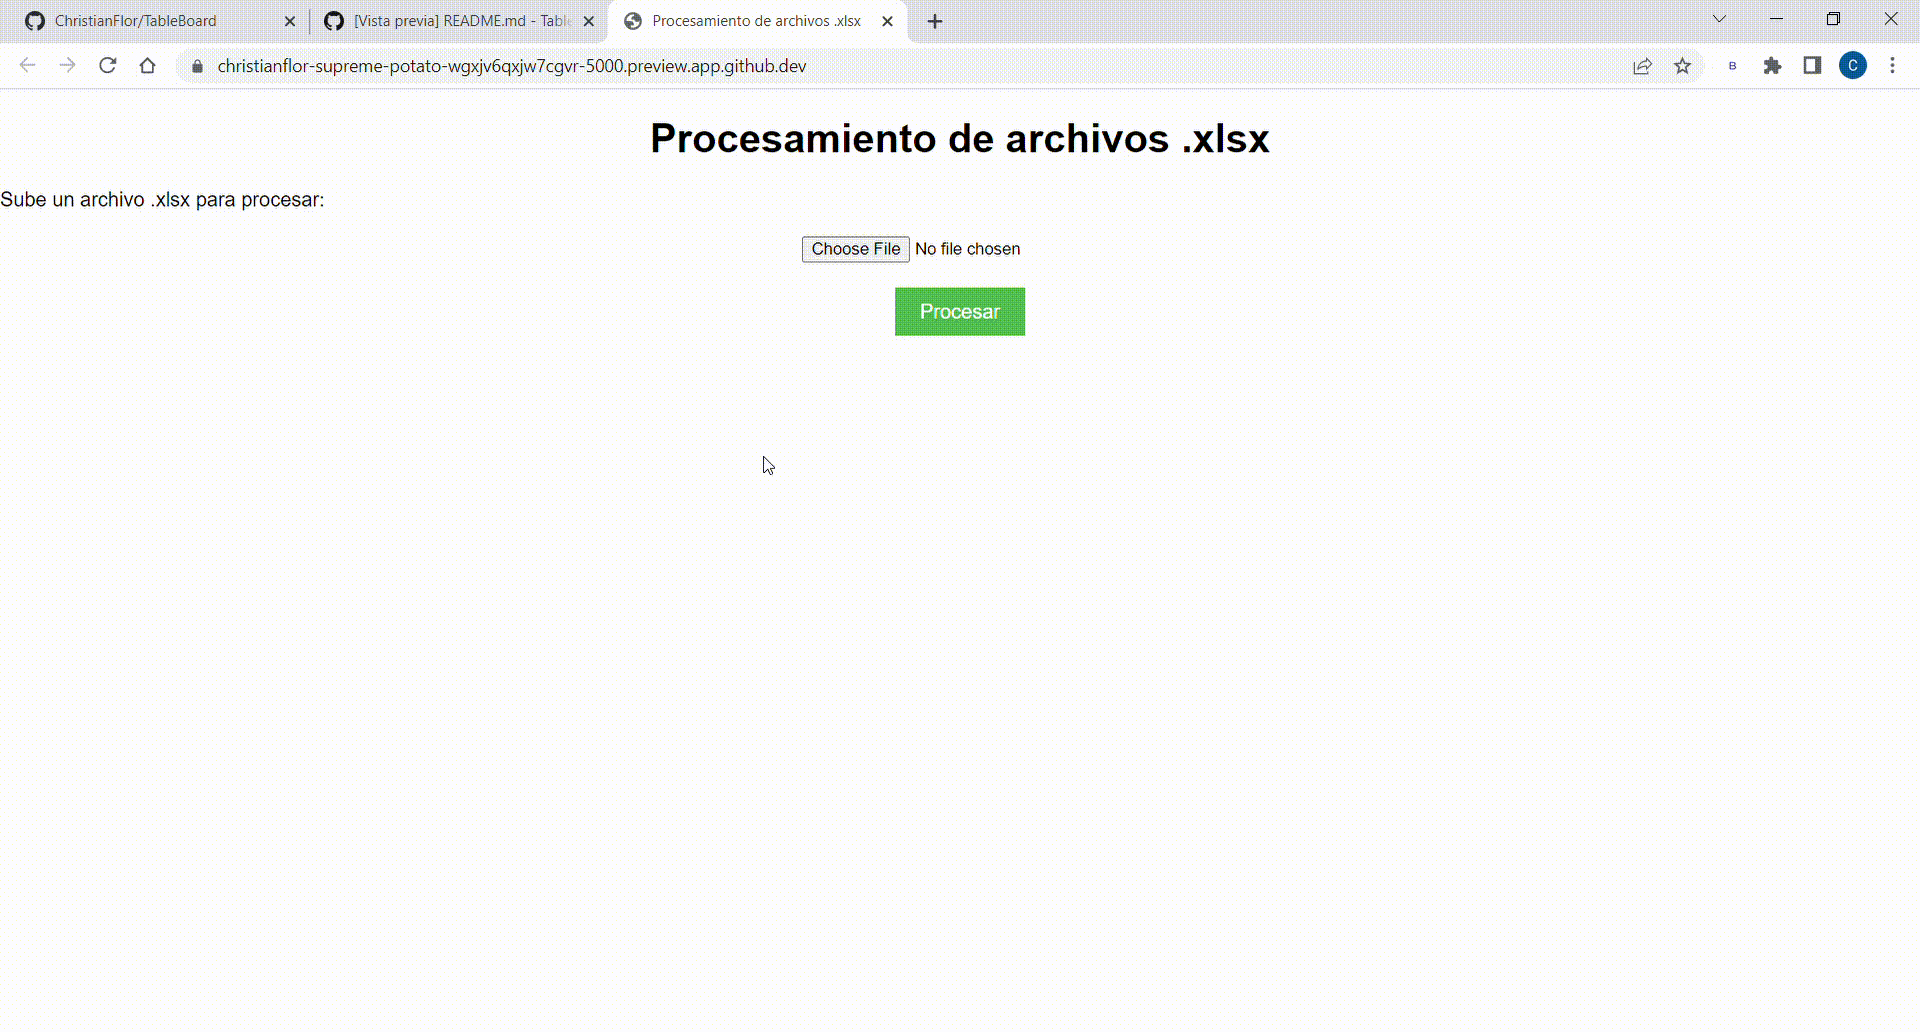 ChristianFlor/TableBoard
[Vista previa] README.md - Table
Procesamiento de archivos .xlsx
christianflor-supreme-potato-wgxjv6qxjw7cgvr-5000.preview.app.github.dev
B
C
Procesamiento de archivos .xlsx
Sube un archivo .xlsx para procesar:
Choose File No file chosen
Procesar